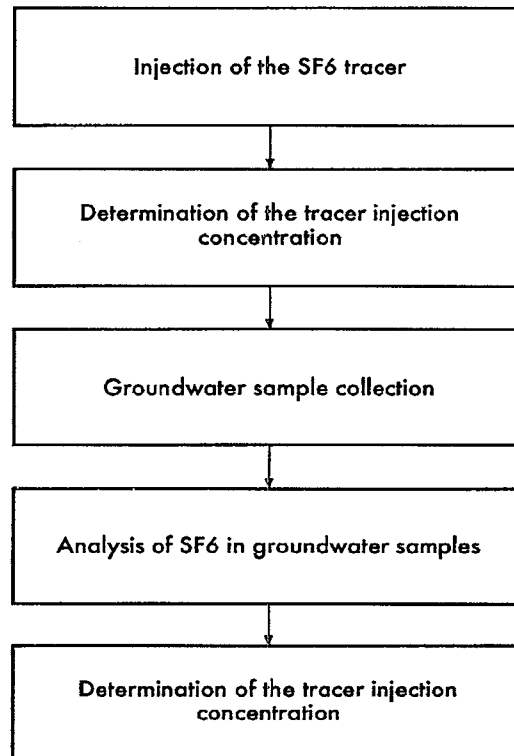 Injection of the SF6 tracer
Determination of the tracer injection
concentration
Groundwater sample collection
Analysis of SF6 in groundwater samples
Determination of the tracer injection
concentration